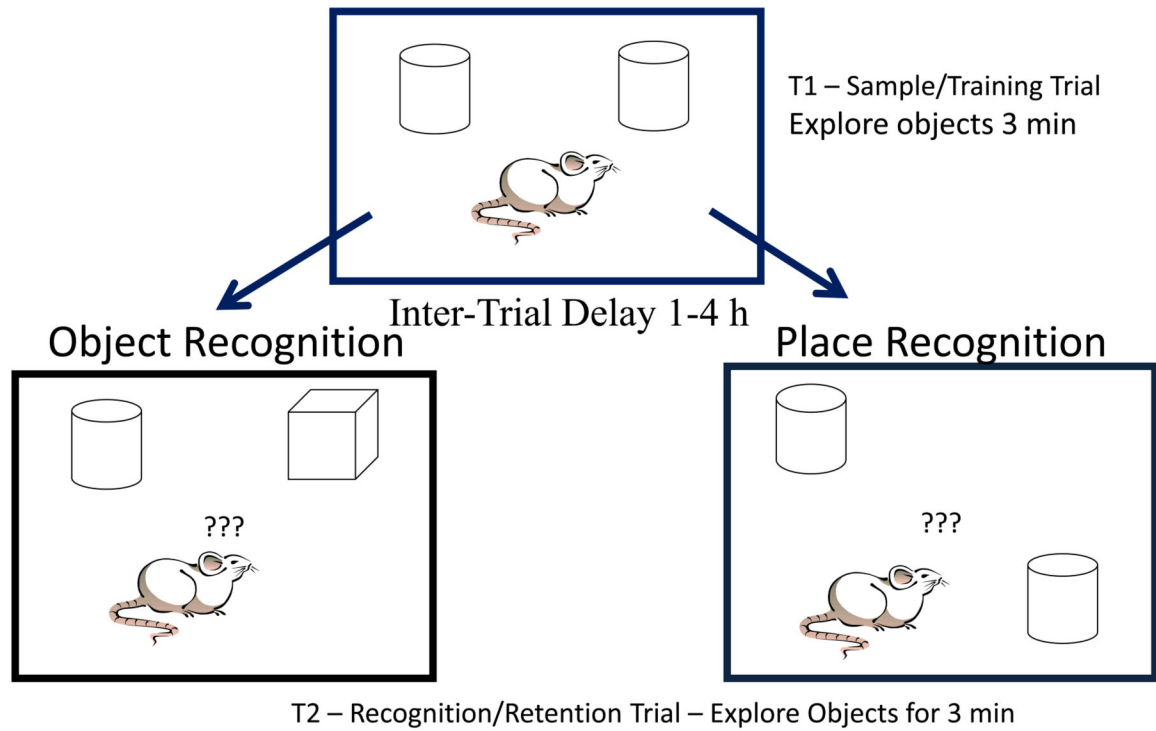 T1 – Sample/Training Trial
Explore objects 3 min
Inter-Trial Delay 1-4 h
Object Recognition
Place Recognition
???
???
T2 – Recognition/Retention Trial – Explore Objects for 3 min